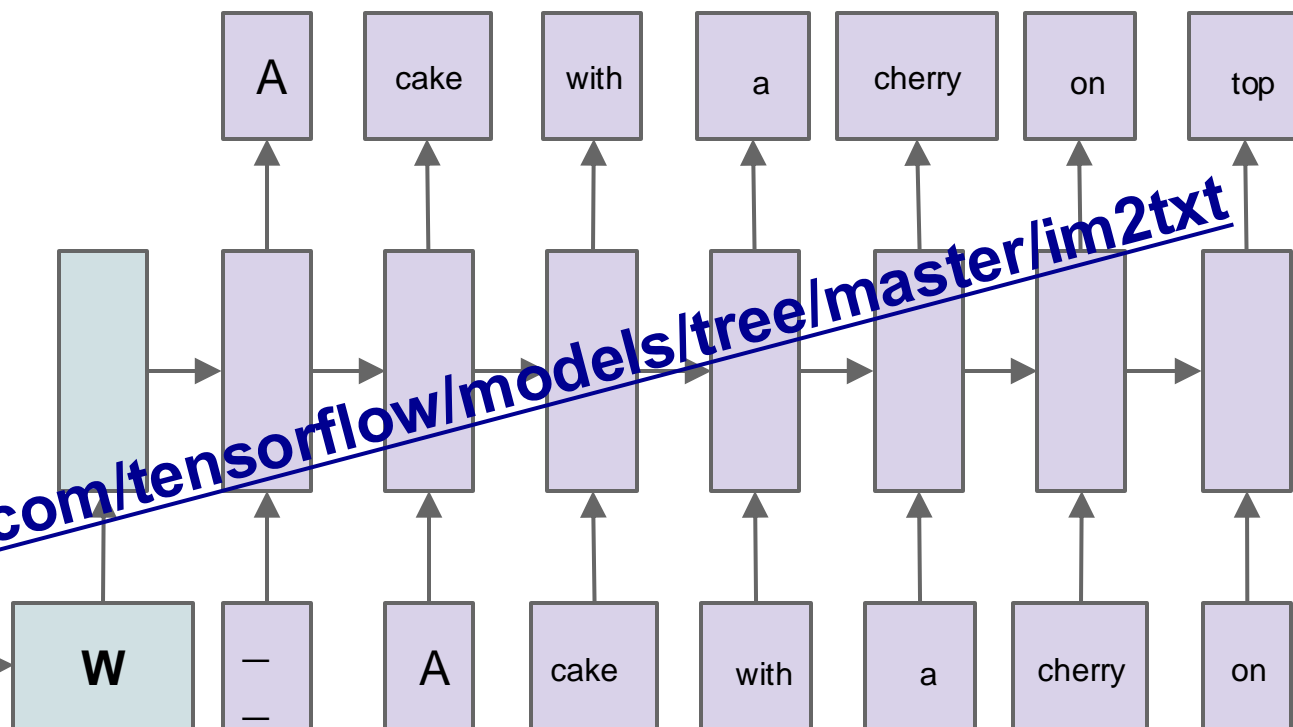 A cake with a cherry on top
com/tensorflow/models/tree/master/im2txt
W _ A cake with a cherry on
_